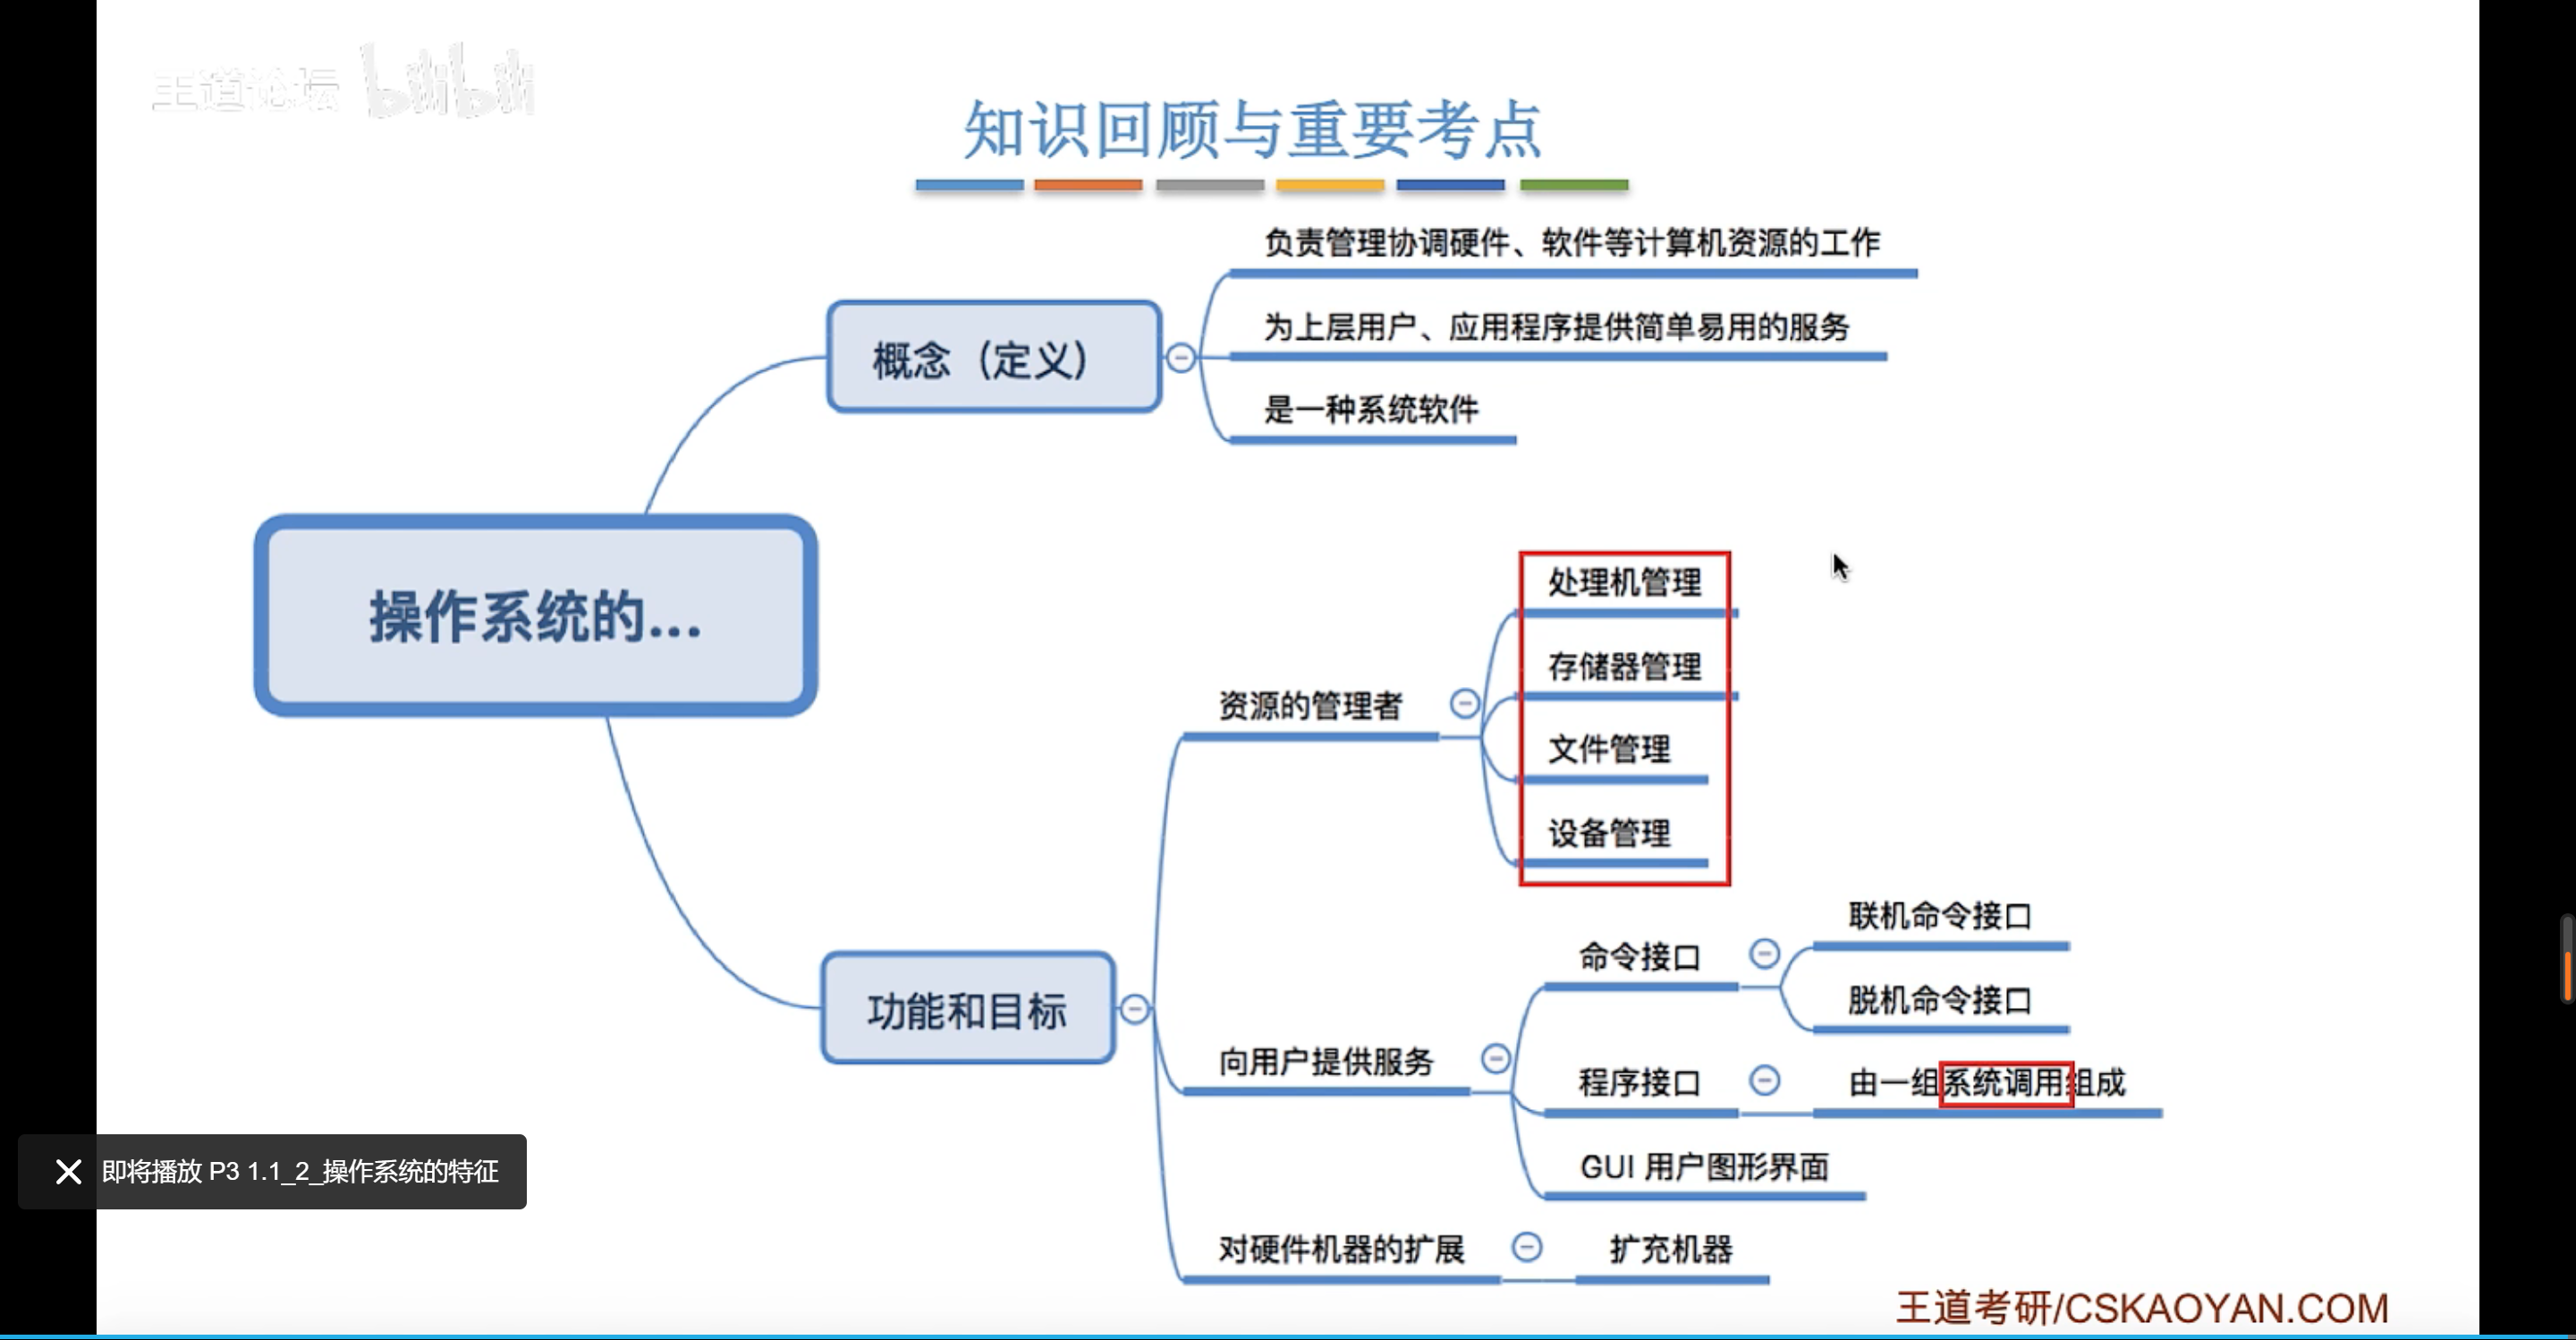 王道论坛 bilibili
知识回顾与重要考点
负责管理协调硬件、软件等计算机资源的工作
为上层用户、应用程序提供简单易用的服务
概念（定义）
是一种系统软件
操作系统的...
处理机管理
存储器管理
资源的管理者
文件管理
设备管理
联机命令接口
命令接口
脱机命令接口
功能和目标
向用户提供服务
程序接口
由一组系统调用组成
GUI 用户图形界面
即将播放 P3 1.1_2_操作系统的特征
对硬件机器的扩展
扩充机器
王道考研/CSKAOYAN.COM